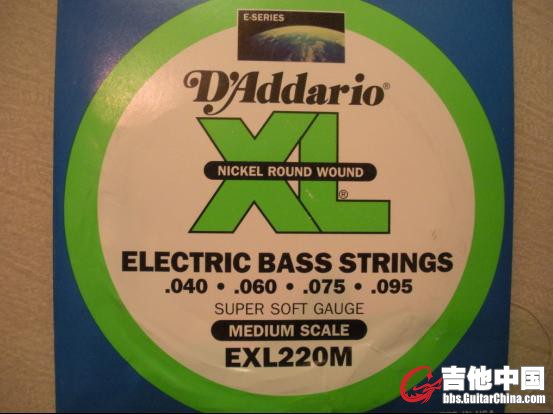 E-SERIES
D'Addario®
XL®
NICKEL ROUND WOUND
ELECTRIC BASS STRINGS
.040 • .060 • .075 • .095
SUPER SOFT GAUGE
MEDIUM SCALE
EXL220M
吉他中国
bbs.GuitarChina.com